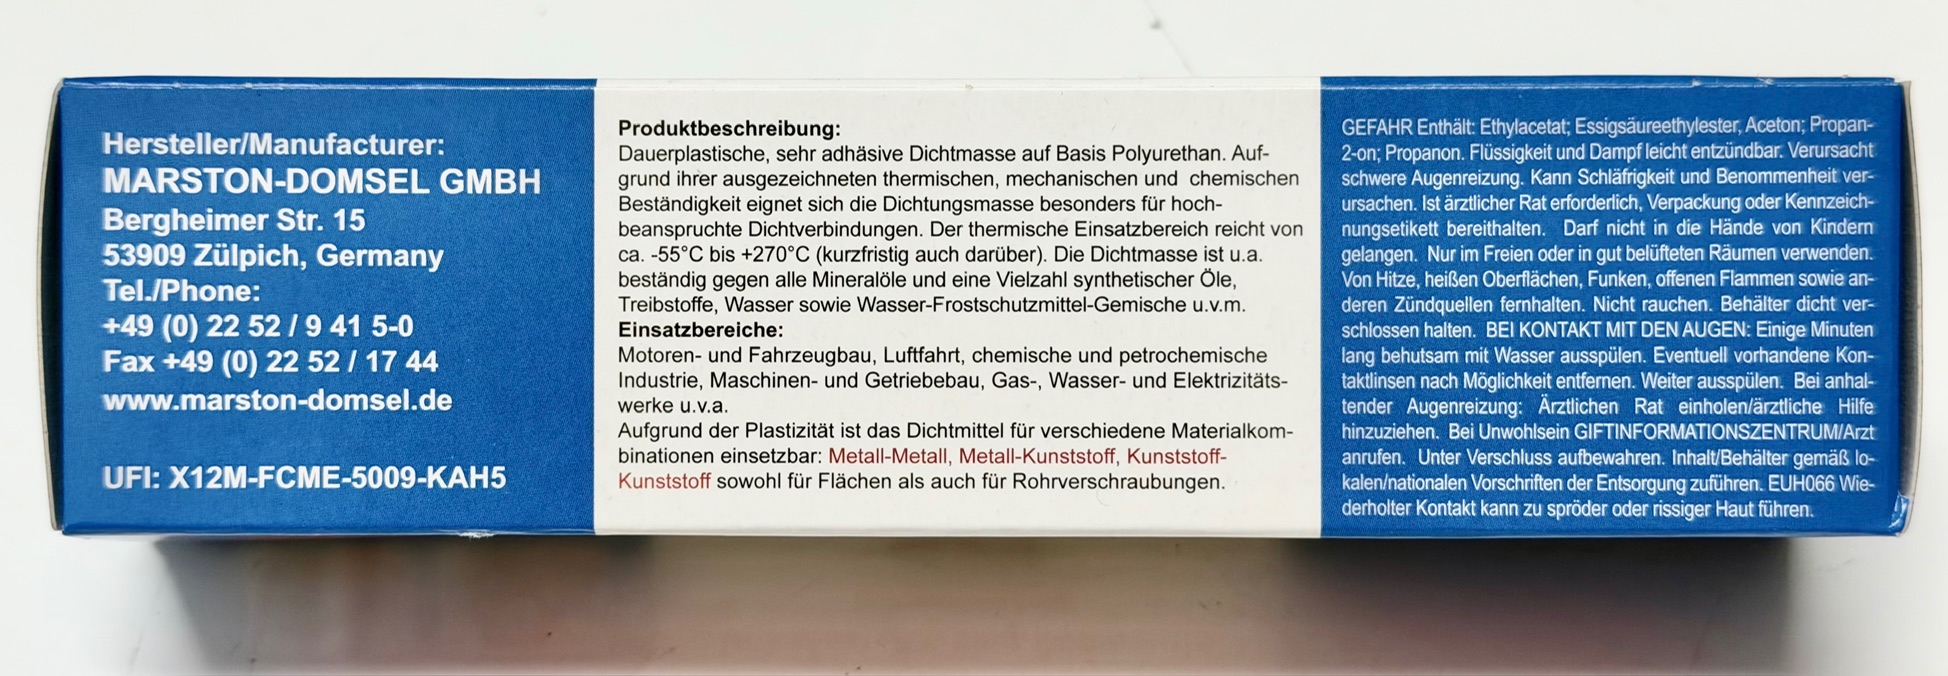 Hersteller/Manufacturer:
MARSTON-DOMSEL GMBH
Bergheimer Str. 15
53909 Zülpich, Germany
Tel./Phone:
+49 (0) 22 52 / 9 41 5-0
Fax +49 (0) 22 52 / 17 44
www.marston-domsel.de
UFI: X12M-FCME-5009-KAH5
Produktbeschreibung:
Dauerplastische, sehr adhäsive Dichtmasse auf Basis Polyurethan. Auf-
grund ihrer ausgezeichneten thermischen, mechanischen und chemischen
Beständigkeit eignet sich die Dichtungsmasse besonders für hoch-
beanspruchte Dichtverbindungen. Der thermische Einsatzbereich reicht von
ca. -55°C bis +270°C (kurzfristig auch darüber). Die Dichtmasse ist u.a.
beständig gegen alle Mineralöle und eine Vielzahl synthetischer Öle,
Treibstoffe, Wasser sowie Wasser-Frostschutzmittel-Gemische u.v.m.
Einsatzbereiche:
Motoren- und Fahrzeugbau, Luftfahrt, chemische und petrochemische
Industrie, Maschinen- und Getriebebau, Gas-, Wasser- und Elektrizitäts-
werke u.v.a.
Aufgrund der Plastizität ist das Dichtmittel für verschiedene Materialkom-
binationen einsetzbar: Metall-Metall, Metall-Kunststoff, Kunststoff-
Kunststoff sowohl für Flächen als auch für Rohrverschraubungen.
GEFAHR Enthält: Ethylacetat; Essigsäureethylester, Aceton; Propan-
2-on; Propanon. Flüssigkeit und Dampf leicht entzündbar. Verursacht
schwere Augenreizung. Kann Schläfrigkeit und Benommenheit ver-
ursachen. Ist ärztlicher Rat erforderlich, Verpackung oder Kennzeich-
nungsetikett bereithalten. Darf nicht in die Hände von Kindern
gelangen. Nur im Freien oder in gut belüfteten Räumen verwenden.
Von Hitze, heißen Oberflächen, Funken, offenen Flammen sowie an-
deren Zündquellen fernhalten. Nicht rauchen. Behälter dicht ver-
schlossen halten. BEI KONTAKT MIT DEN AUGEN: Einige Minuten
lang behutsam mit Wasser ausspülen. Eventuell vorhandene Kon-
taktlinsen nach Möglichkeit entfernen. Weiter ausspülen. Bei anhal-
tender Augenreizung: Ärztlichen Rat einholen/ärztliche Hilfe
hinzuziehen. Bei Unwohlsein GIFTINFORMATIONSZENTRUM/Arzt
anrufen. Unter Verschluss aufbewahren. Inhalt/Behälter gemäß lo-
kalen/nationalen Vorschriften der Entsorgung zuführen. EUH066 Wie-
derholter Kontakt kann zu spröder oder rissiger Haut führen.